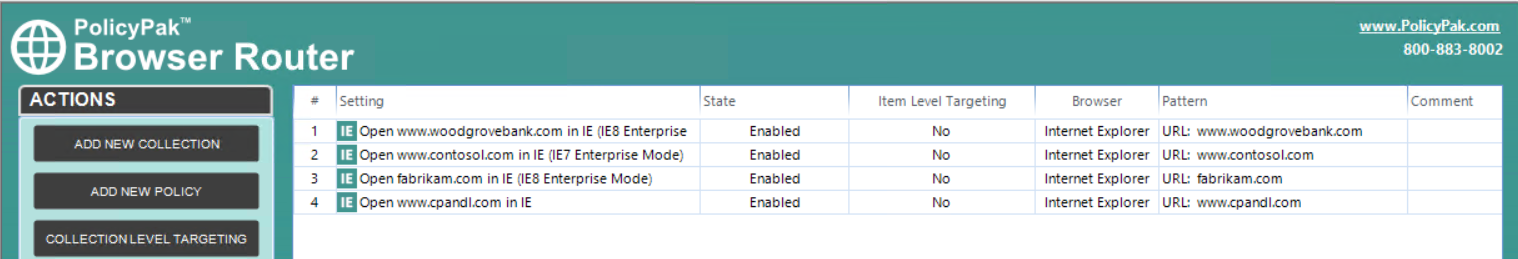 PolicyPak™
Browser Router
www.PolicyPak.com
800-883-8002
ACTIONS
ADD NEW COLLECTION
ADD NEW POLICY
COLLECTION LEVEL TARGETING
# Setting State Item Level Targeting Browser Pattern Comment
1 IE Open www.woodgrovebank.com in IE (IE8 Enterprise Enabled No Internet Explorer URL: www.woodgrovebank.com
2 IE Open www.contosol.com in IE (IE7 Enterprise Mode) Enabled No Internet Explorer URL: www.contosol.com
3 IE Open fabrikam.com in IE (IE8 Enterprise Mode) Enabled No Internet Explorer URL: fabrikam.com
4 IE Open www.cpandl.com in IE Enabled No Internet Explorer URL: www.cpandl.com